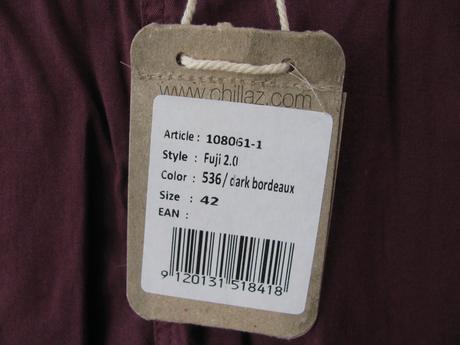 www.chillaz.com
Article : 108061-1
Style : Fuji 2.0
Color : 536/ dark bordeaux
Size : 42
EAN :
9 120131 518418